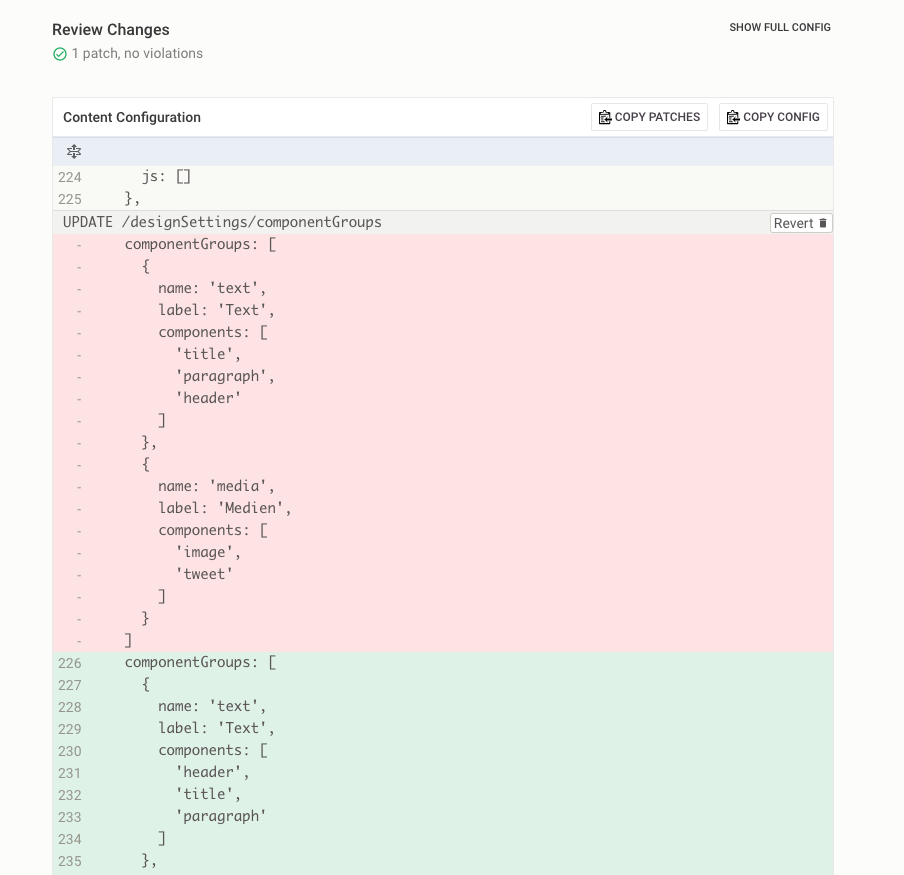 Review Changes
SHOW FULL CONFIG
1 patch, no violations
Content Configuration
COPY PATCHES
COPY CONFIG
224 js: []
225 },
UPDATE /designSettings/componentGroups
Revert
- componentGroups: [
- {
- name: 'text',
- label: 'Text',
- components: [
- 'title',
- 'paragraph',
- 'header'
- ]
- },
- {
- name: 'media',
- label: 'Medien',
- components: [
- 'image',
- 'tweet'
- ]
- }
- ]
226 componentGroups: [
227 {
228 name: 'text',
229 label: 'Text',
230 components: [
231 'header',
232 'title',
233 'paragraph'
234 ]
235 },